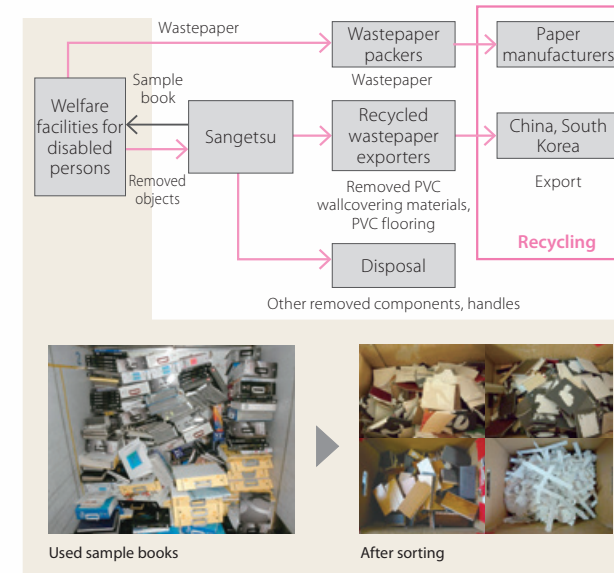 Wastepaper
Wastepaper
packers
Paper
manufacturers
Wastepaper
Sample
book
Welfare
facilities for
disabled
persons
Sangetsu
Recycled
wastepaper
exporters
China, South
Korea
Removed
objects
Export
Removed PVC
wallcovering materials,
PVC flooring
Recycling
Disposal
Other removed components, handles
Used sample books
After sorting